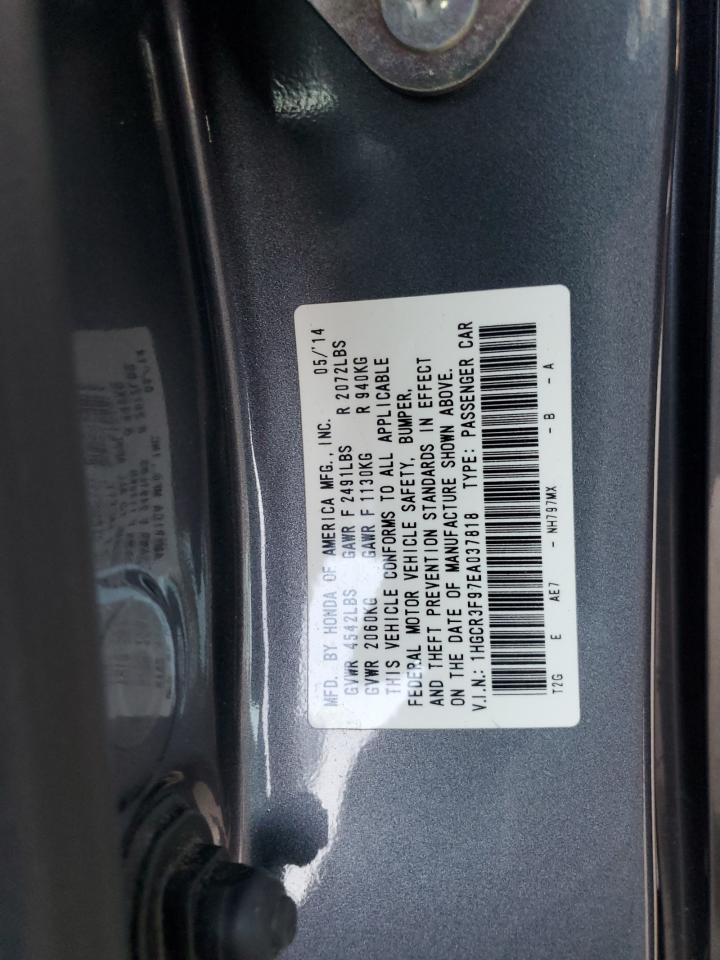 MFD. BY HONDA OF AMERICA MFG., INC. 05/'14
GVWR 4542LBS GAWR F 2491LBS R 2072LBS
GVWR 2060KG GAWR F 1130KG R 940KG
THIS VEHICLE CONFORMS TO ALL APPLICABLE
FEDERAL MOTOR VEHICLE SAFETY, BUMPER,
AND THEFT PREVENTION STANDARDS IN EFFECT
ON THE DATE OF MANUFACTURE SHOWN ABOVE.
V.I.N.: 1HGCR3F97EA037818 TYPE: PASSENGER CAR
T2G E AE7 - NH797MX - B - A